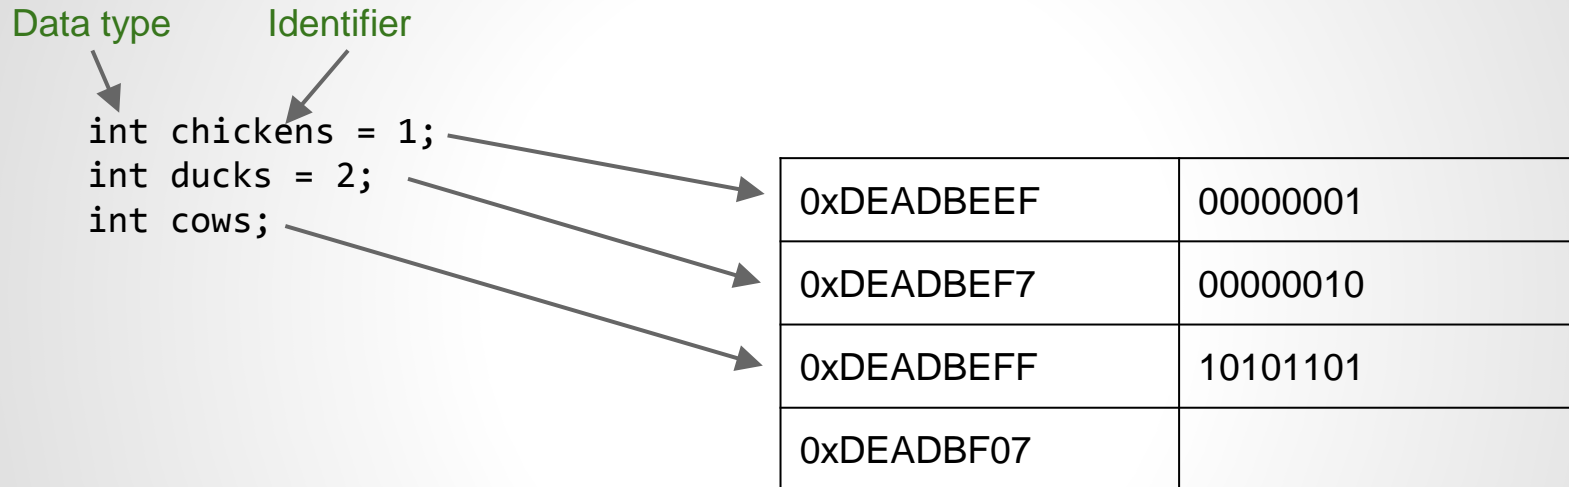 Data type Identifier
int chickens = 1;
int ducks = 2;
int cows;
0xDEADBEEF 00000001
0xDEADBEF7 00000010
0xDEADBEFF 10101101
0xDEADBF07